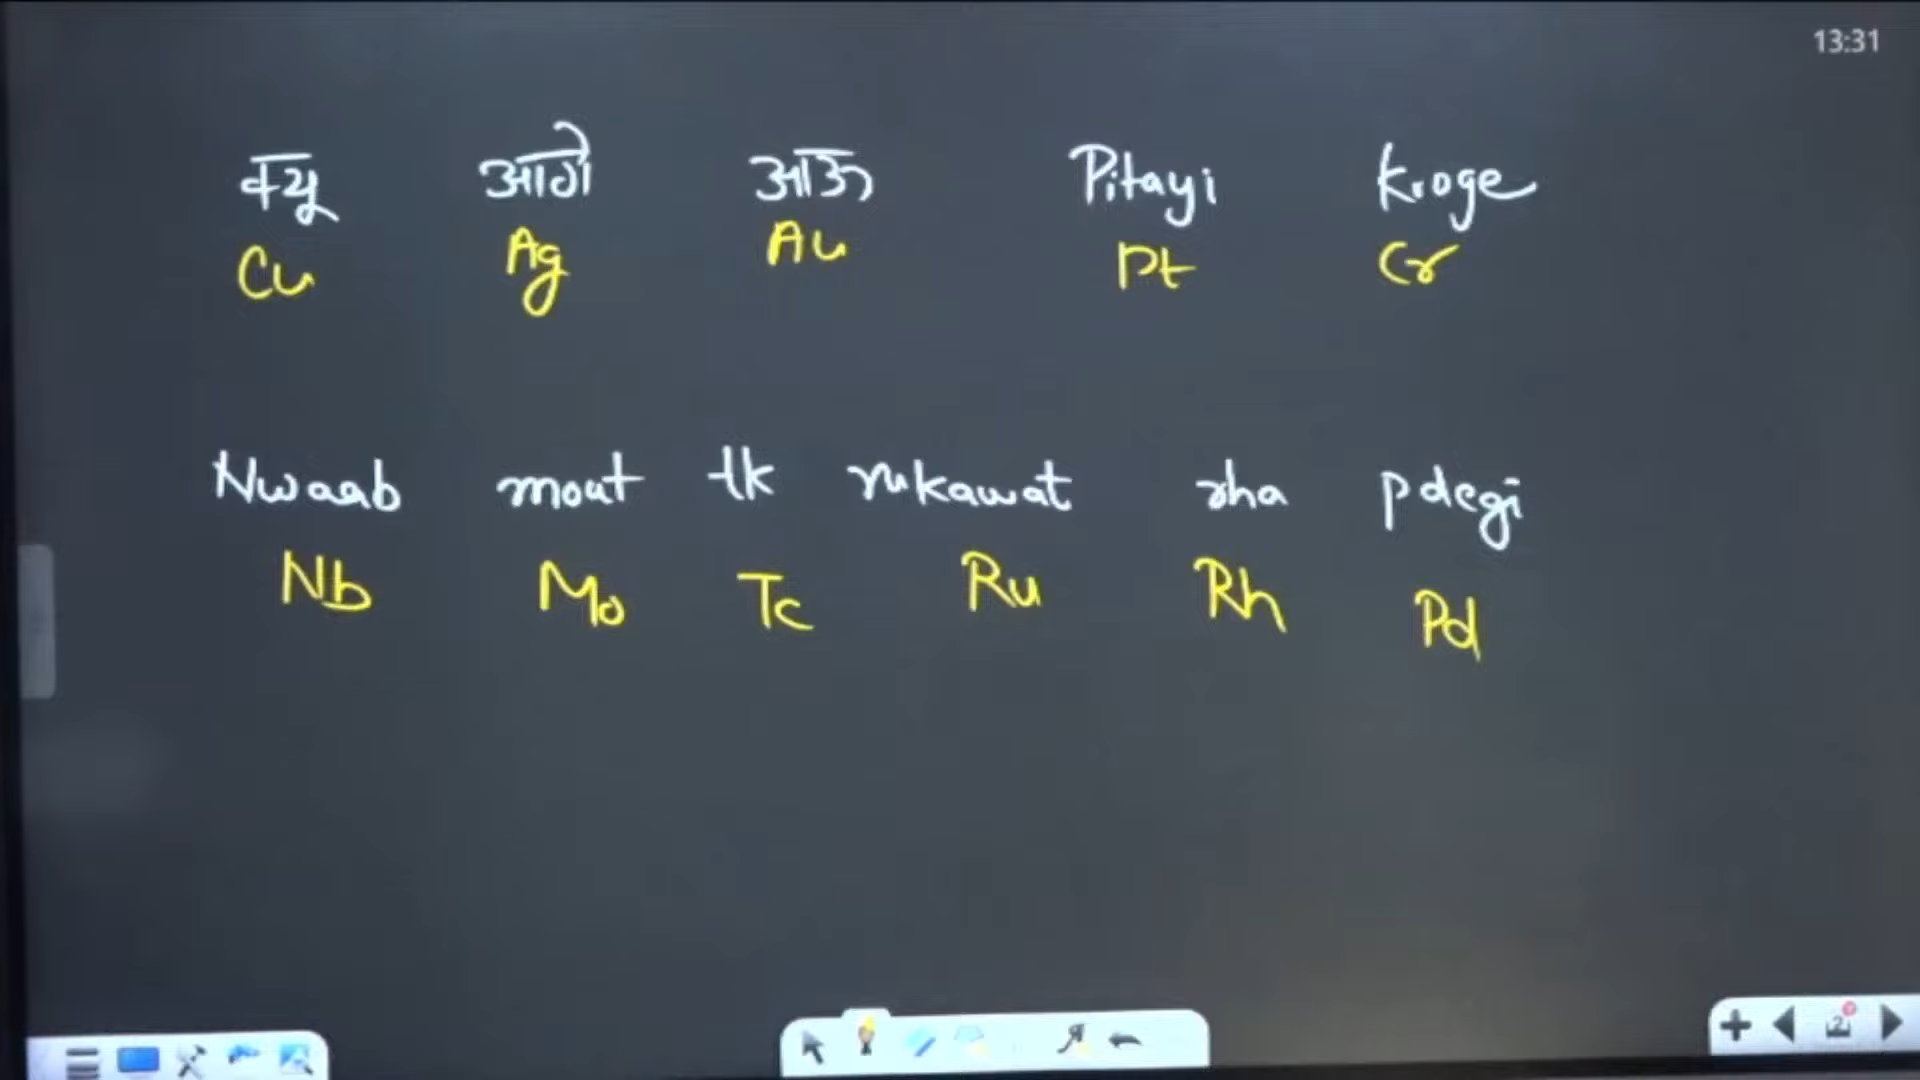 13:31
क्यू आगे आऊ Pitayi kroge
Cu Ag Au Pt Cr
Nwaab mout tk rukawat rha pdegi
Nb Mo Tc Ru Rh Pd
2